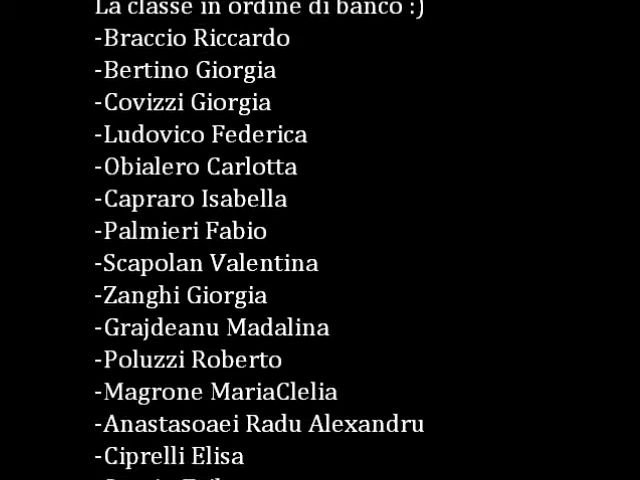 La classe in ordine di banco :)
-Braccio Riccardo
-Bertino Giorgia
-Covizzi Giorgia
-Ludovico Federica
-Obialero Carlotta
-Capraro Isabella
-Palmieri Fabio
-Scapolan Valentina
-Zanghi Giorgia
-Grajdeanu Madalina
-Poluzzi Roberto
-Magrone MariaClelia
-Anastasoaei Radu Alexandru
-Ciprelli Elisa